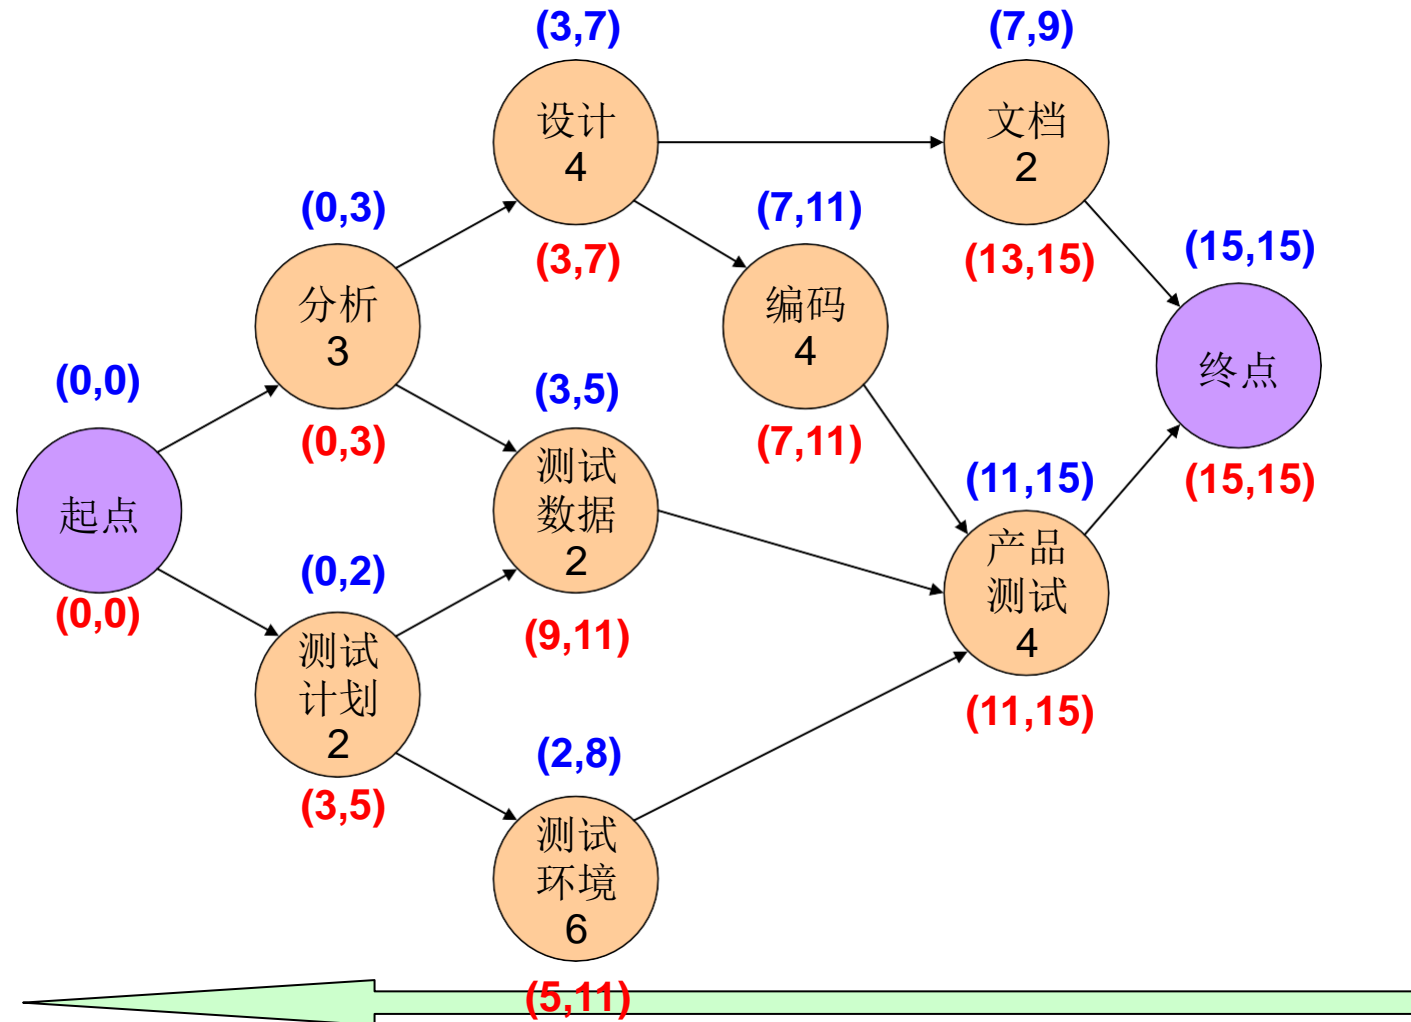 (3,7)
设计
4
(3,7)
(7,9)
文档
2
(13,15)
(0,3)
分析
3
(0,3)
(7,11)
编码
4
(7,11)
(15,15)
终点
(15,15)
(0,0)
起点
(0,0)
(3,5)
测试
数据
2
(9,11)
(11,15)
产品
测试
4
(11,15)
(0,2)
测试
计划
2
(3,5)
(2,8)
测试
环境
6
(5,11)